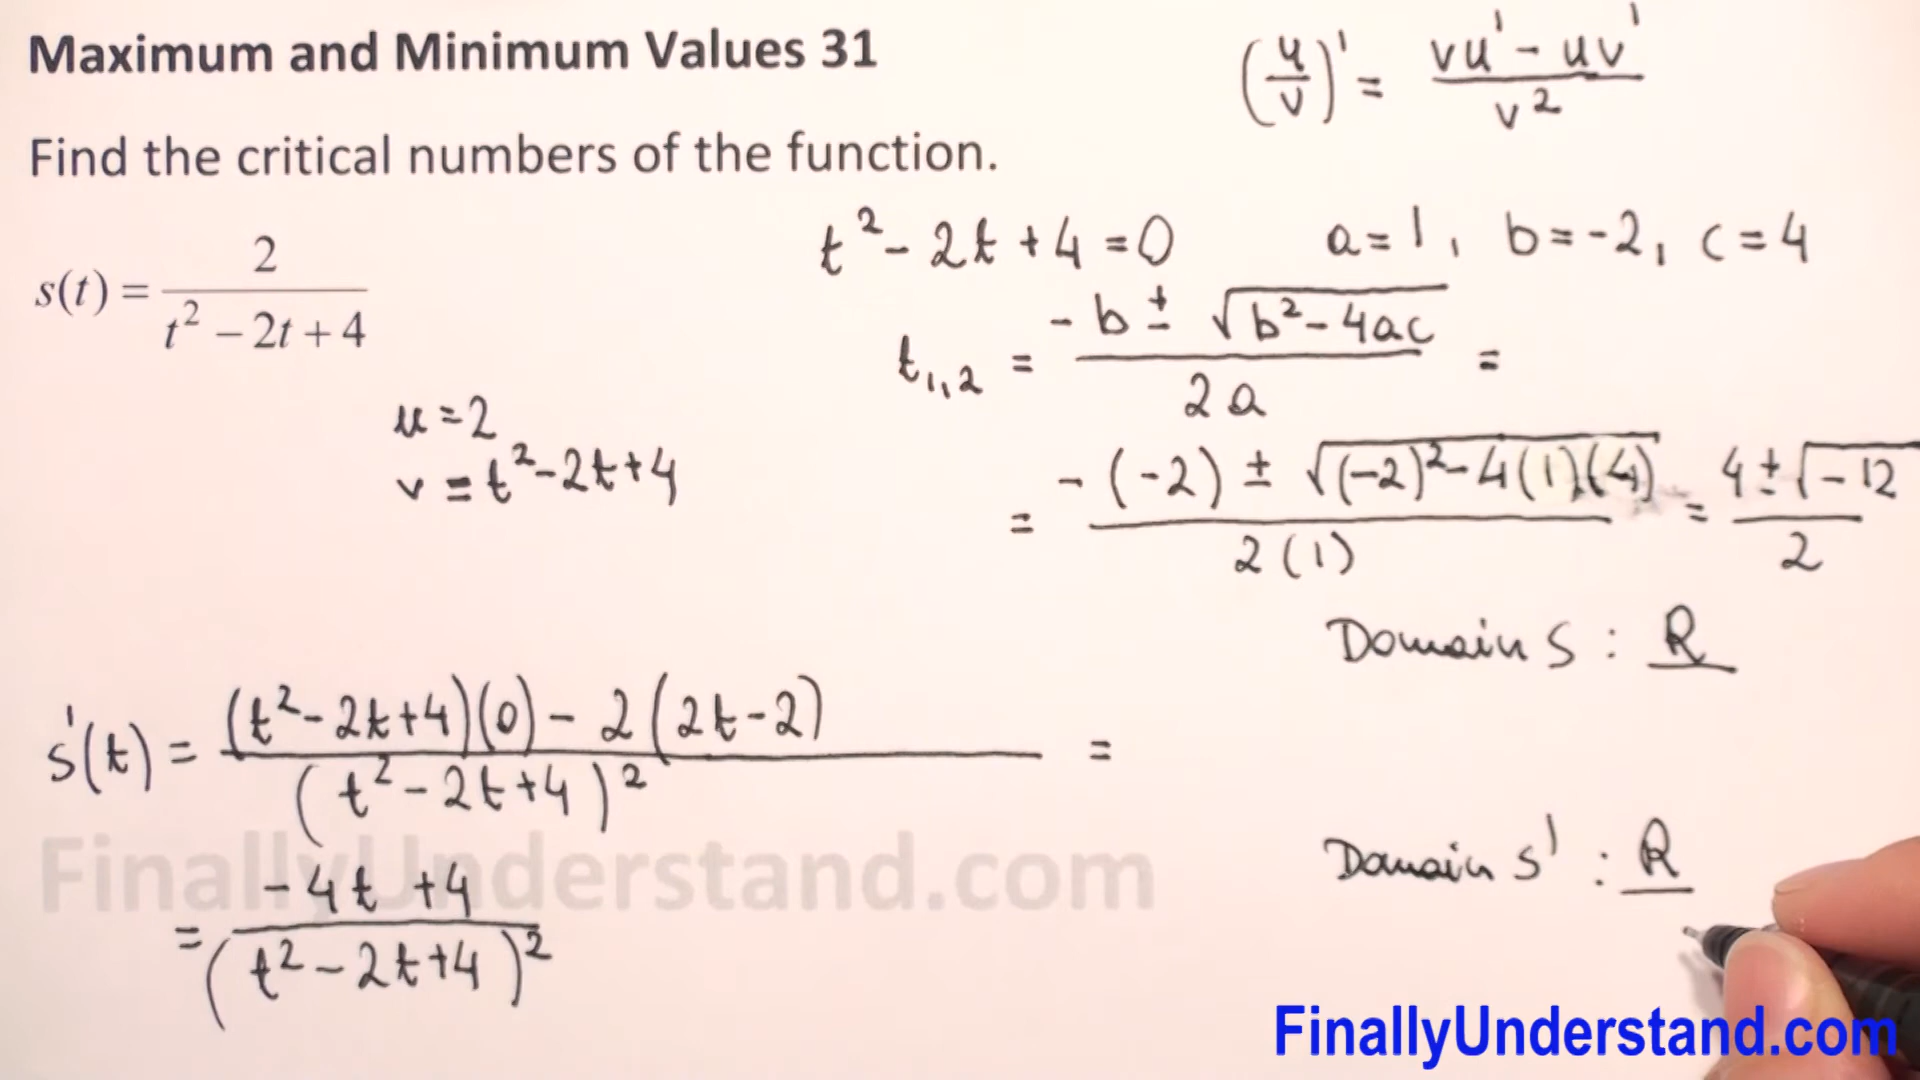 Maximum and Minimum Values 31
(u/v)' = (vu' - uv')/v²
Find the critical numbers of the function.
s(t) = 2/(t² - 2t + 4)
t² - 2t + 4 = 0   a = 1, b = -2, c = 4
t₁,₂ = (-b ± √(b² - 4ac))/(2a) =
u = 2
v = t² - 2t + 4
= (-(-2) ± √((-2)² - 4(1)(4)))/(2(1)) = (4 ± √-12)/2
Domain s : R
s'(t) = ((t² - 2t + 4)(0) - 2(2t - 2))/(t² - 2t + 4)² =
= (-4t + 4)/(t² - 2t + 4)²
Domain s' : R
FinallyUnderstand.com
FinallyUnderstand.com